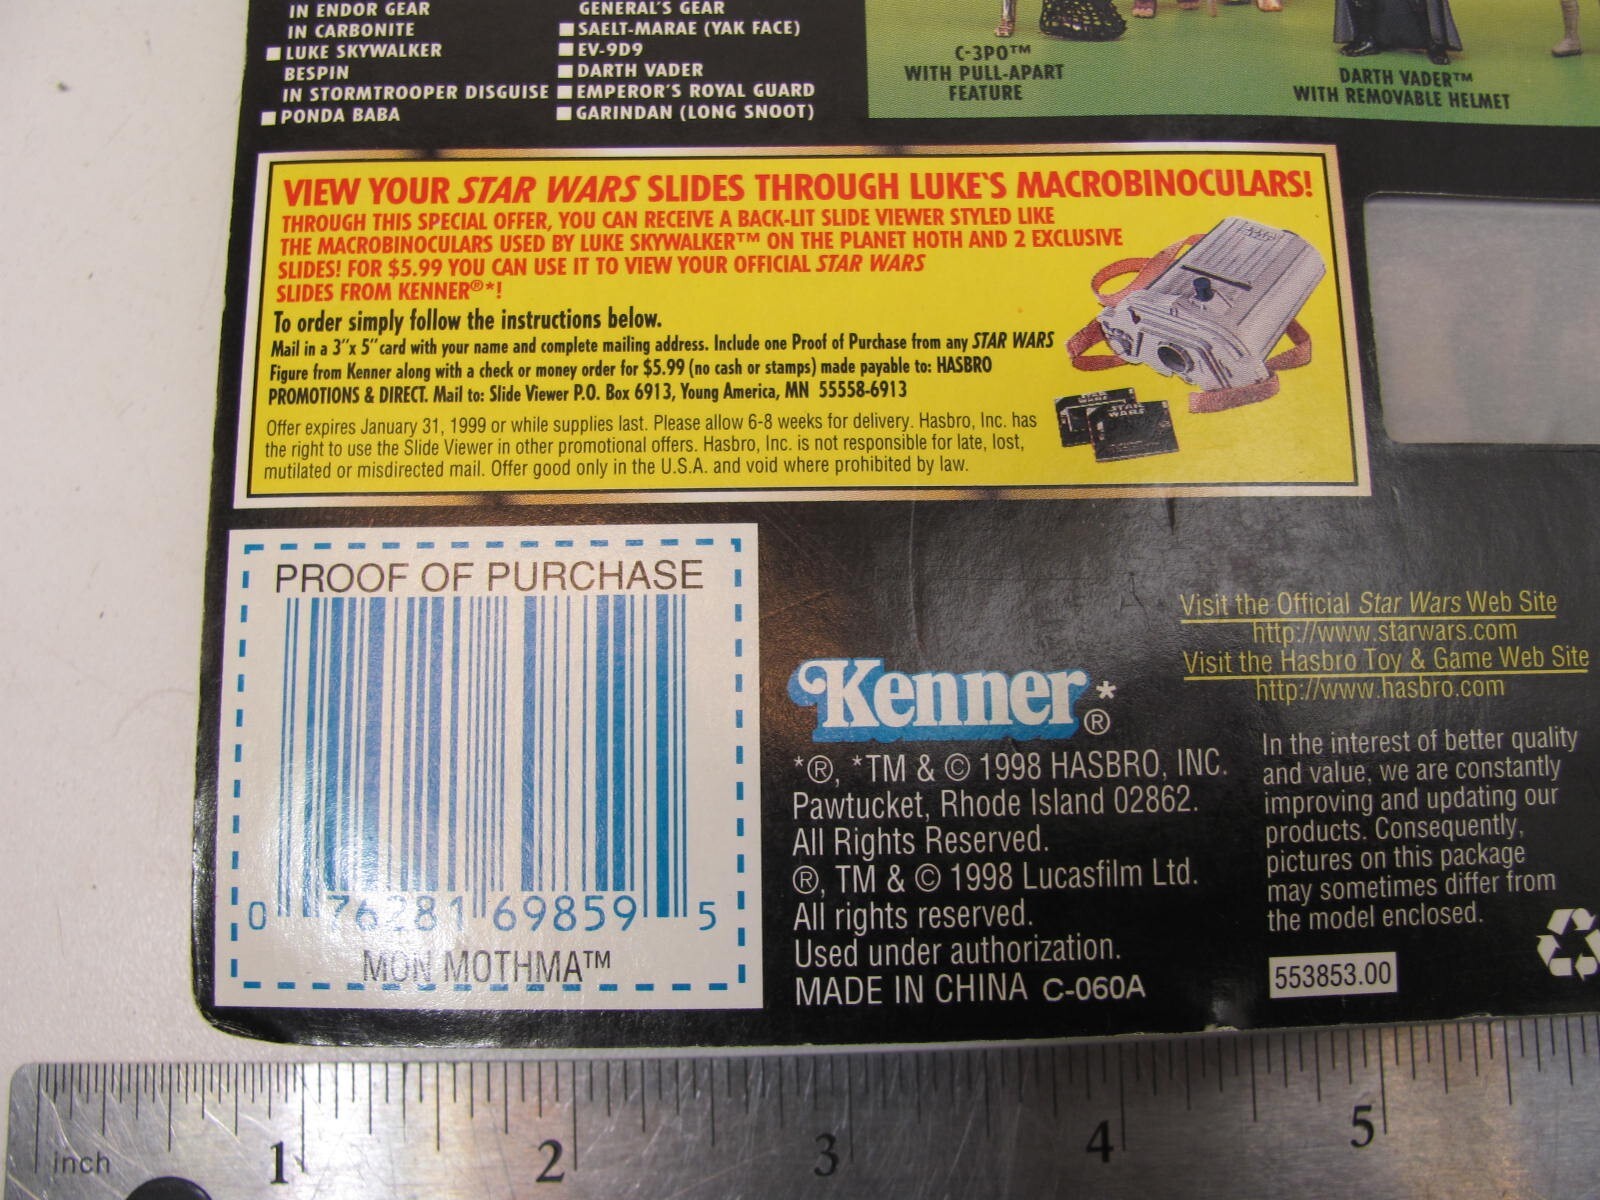 IN ENDOR GEAR
IN CARBONITE
■ LUKE SKYWALKER
BESPIN
IN STORMTROOPER DISGUISE
■ PONDA BABA
GENERAL'S GEAR
■ SAELT-MARAE (YAK FACE)
■ EV-9D9
■ DARTH VADER
■ EMPEROR'S ROYAL GUARD
■ GARINDAN (LONG SNOOT)
C-3PO™
WITH PULL-APART
FEATURE
DARTH VADER™
WITH REMOVABLE HELMET
VIEW YOUR STAR WARS SLIDES THROUGH LUKE'S MACROBINOCULARS!
THROUGH THIS SPECIAL OFFER, YOU CAN RECEIVE A BACK-LIT SLIDE VIEWER STYLED LIKE
THE MACROBINOCULARS USED BY LUKE SKYWALKER™ ON THE PLANET HOTH AND 2 EXCLUSIVE
SLIDES! FOR $5.99 YOU CAN USE IT TO VIEW YOUR OFFICIAL STAR WARS
SLIDES FROM KENNER®*!
To order simply follow the instructions below.
Mail in a 3"x 5" card with your name and complete mailing address. Include one Proof of Purchase from any STAR WARS
Figure from Kenner along with a check or money order for $5.99 (no cash or stamps) made payable to: HASBRO
PROMOTIONS & DIRECT. Mail to: Slide Viewer P.O. Box 6913, Young America, MN 55558-6913
Offer expires January 31, 1999 or while supplies last. Please allow 6-8 weeks for delivery. Hasbro, Inc. has
the right to use the Slide Viewer in other promotional offers. Hasbro, Inc. is not responsible for late, lost,
mutilated or misdirected mail. Offer good only in the U.S.A. and void where prohibited by law.
STAR WARS
STAR WARS
PROOF OF PURCHASE
0 76281 69859 5
MON MOTHMA™
Kenner*®
*®, *TM & © 1998 HASBRO, INC.
Pawtucket, Rhode Island 02862.
All Rights Reserved.
®, TM & © 1998 Lucasfilm Ltd.
All rights reserved.
Used under authorization.
MADE IN CHINA C-060A
Visit the Official Star Wars Web Site
http://www.starwars.com
Visit the Hasbro Toy & Game Web Site
http://www.hasbro.com
In the interest of better quality
and value, we are constantly
improving and updating our
products. Consequently,
pictures on this package
may sometimes differ from
the model enclosed.
553853.00
inch 1 2 3 4 5